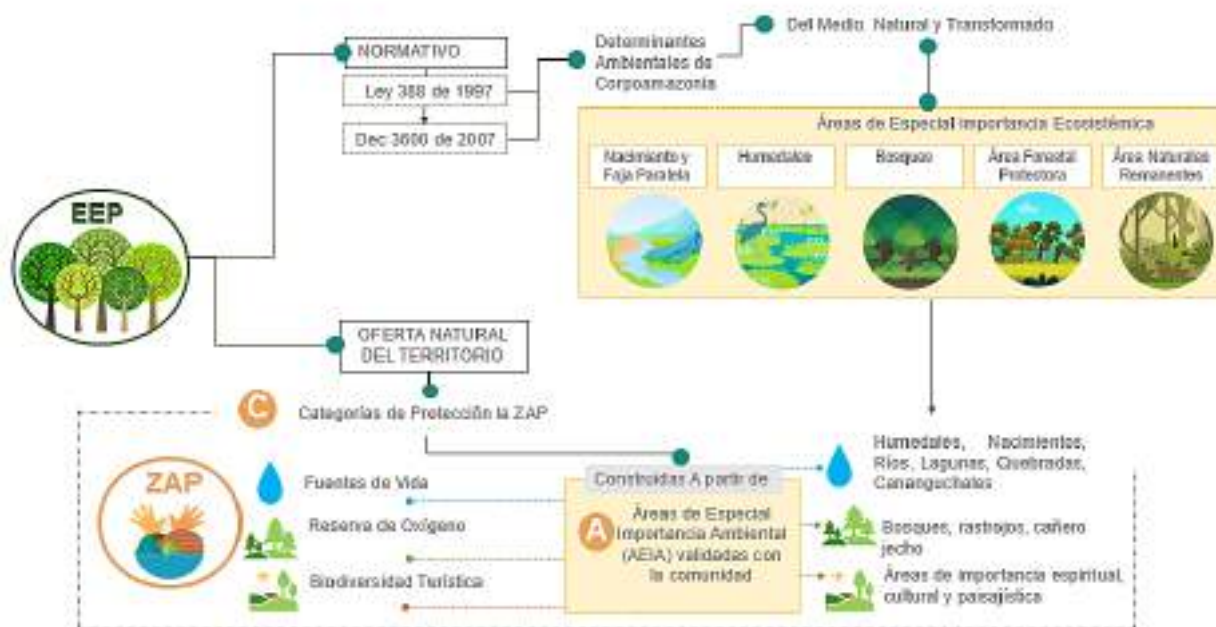 Del Medio Natural y Transformado
NORMATIVO
Determinantes
Ambientales de
Corpoamazonia
Ley 388 de 1997
Dec 3600 de 2007
Áreas de Especial Importancia Ecosistémica
Nacimiento y
Faja Paralela
Humedales
Bosques
Área Forestal
Protectora
Área Naturales
Remanentes
EEP
OFERTA NATURAL
DEL TERRITORIO
C
Categorías de Protección la ZAP
ZAP
Fuentes de Vida
Reserva de Oxígeno
Biodiversidad Turística
Construidas A partir de
A
Áreas de Especial
Importancia Ambiental
(AEIA) validadas con
la comunidad
Humedales, Nacimientos,
Ríos, Lagunas, Quebradas,
Cananguchales
Bosques, rastrojos, cañero
jecho
Áreas de importancia espiritual,
cultural y paisajística